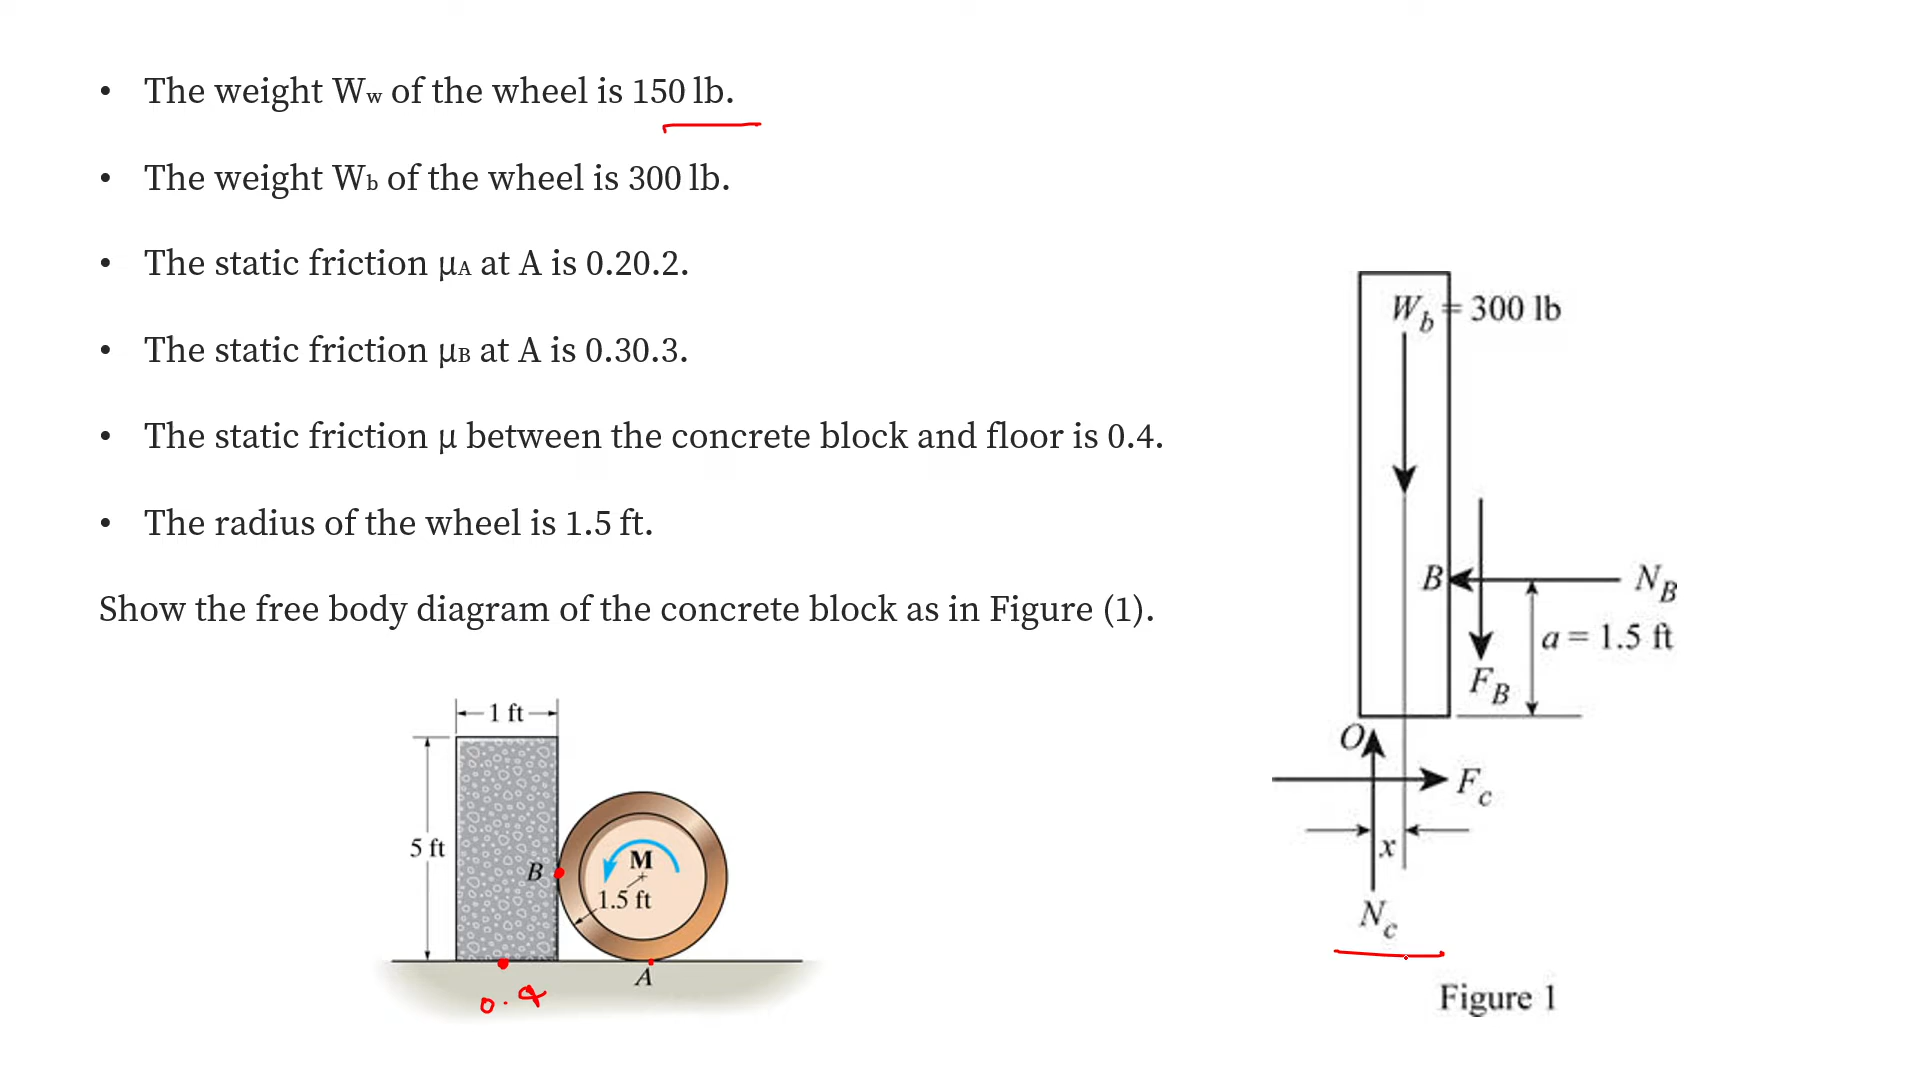 • The weight Ww of the wheel is 150 lb.
• The weight Wb of the wheel is 300 lb.
• The static friction μA at A is 0.20.2.
• The static friction μB at A is 0.30.3.
• The static friction μ between the concrete block and floor is 0.4.
• The radius of the wheel is 1.5 ft.
Show the free body diagram of the concrete block as in Figure (1).
1 ft
5 ft
B
M
1.5 ft
A
0.4
Wb = 300 lb
B
NB
a = 1.5 ft
FB
O
Fc
x
Nc
Figure 1